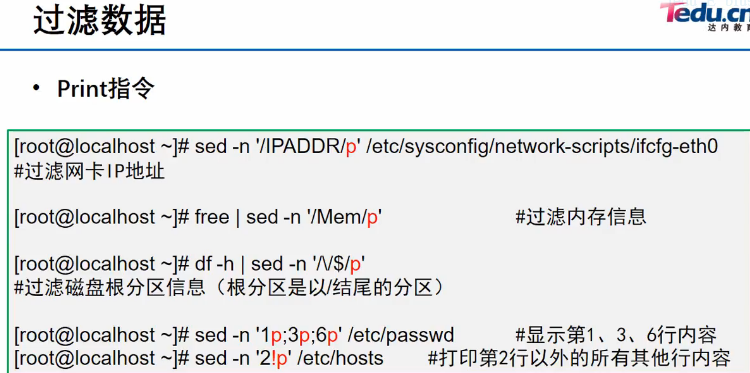 过滤数据
Tedu.cn
达内教育
• Print指令
[root@localhost ~]# sed -n '/IPADDR/p' /etc/sysconfig/network-scripts/ifcfg-eth0
#过滤网卡IP地址
[root@localhost ~]# free | sed -n '/Mem/p' #过滤内存信息
[root@localhost ~]# df -h | sed -n '/\/$/p'
#过滤磁盘根分区信息（根分区是以/结尾的分区）
[root@localhost ~]# sed -n '1p;3p;6p' /etc/passwd #显示第1、3、6行内容
[root@localhost ~]# sed -n '2!p' /etc/hosts #打印第2行以外的所有其他行内容